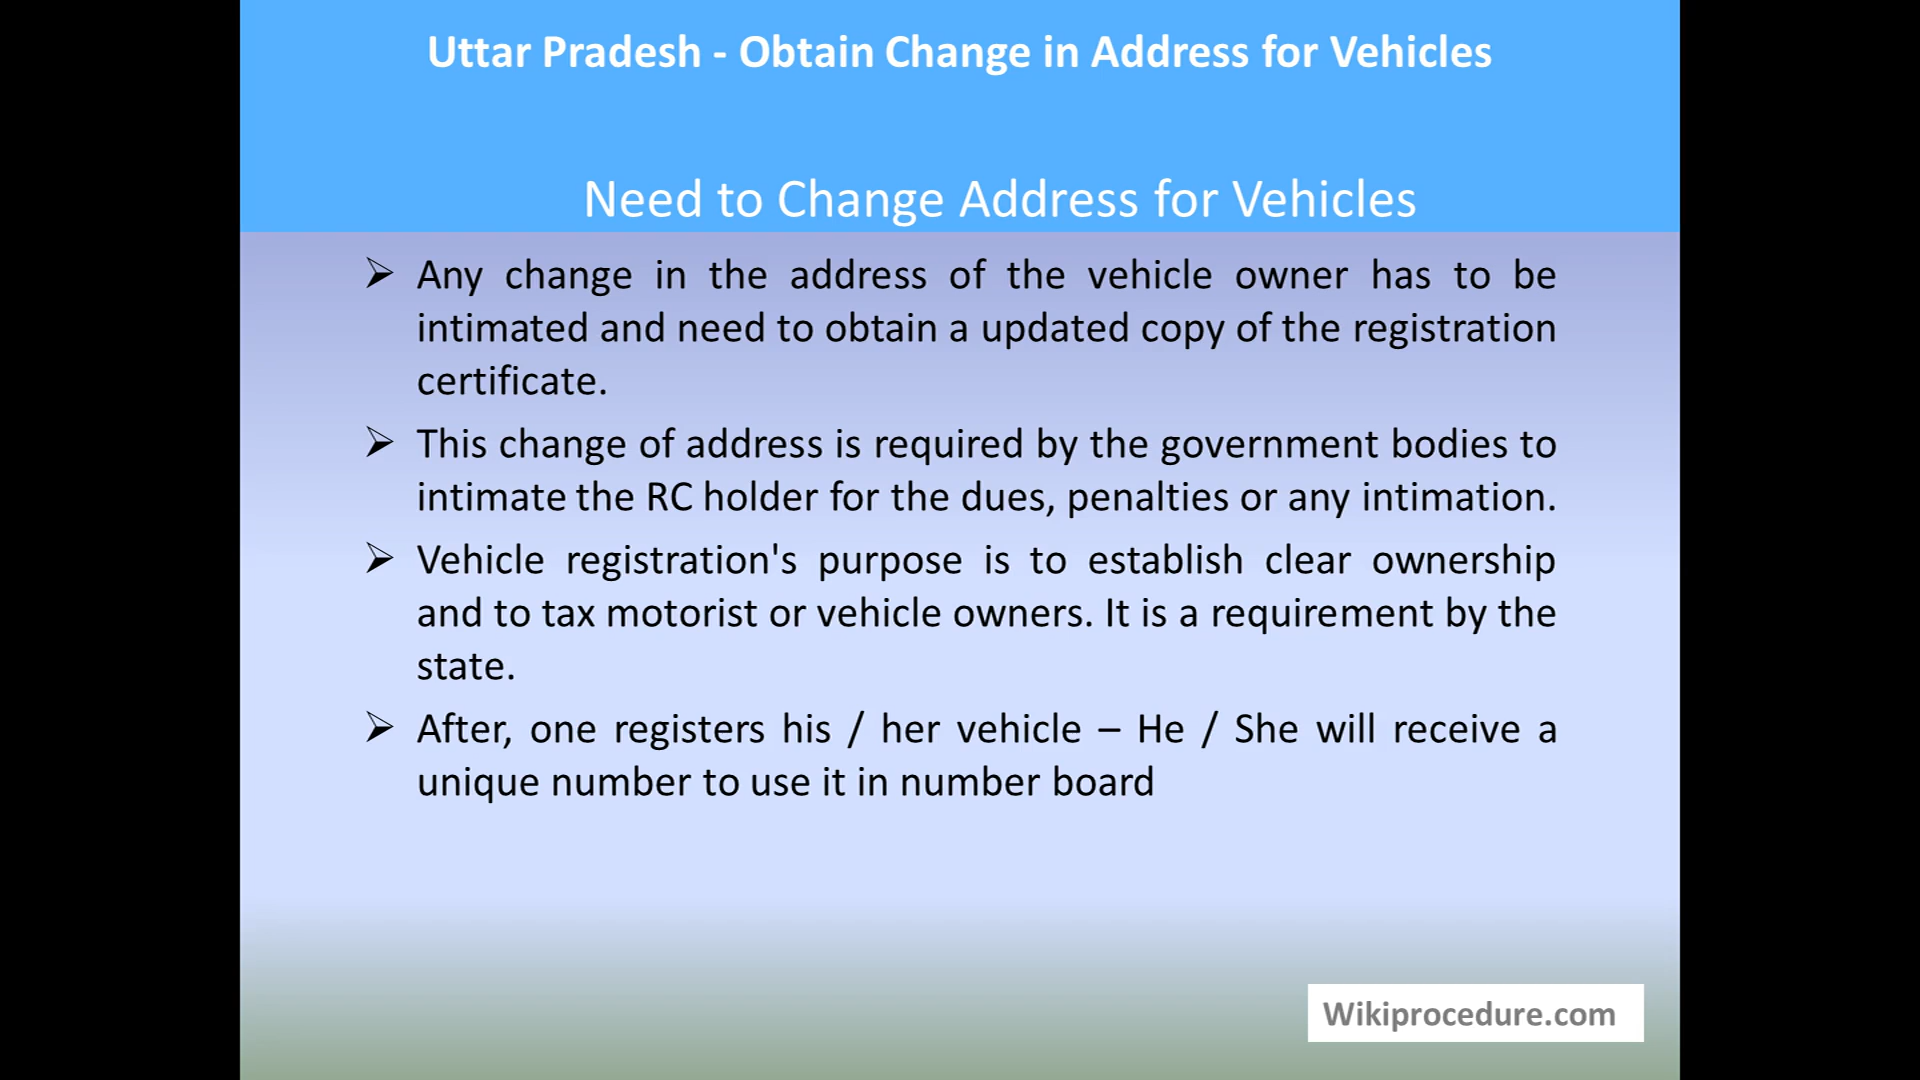 Uttar Pradesh - Obtain Change in Address for Vehicles
Need to Change Address for Vehicles
Any change in the address of the vehicle owner has to be
intimated and need to obtain a updated copy of the registration
certificate.
This change of address is required by the government bodies to
intimate the RC holder for the dues, penalties or any intimation.
Vehicle registration's purpose is to establish clear ownership
and to tax motorist or vehicle owners. It is a requirement by the
state.
After, one registers his / her vehicle – He / She will receive a
unique number to use it in number board
Wikiprocedure.com